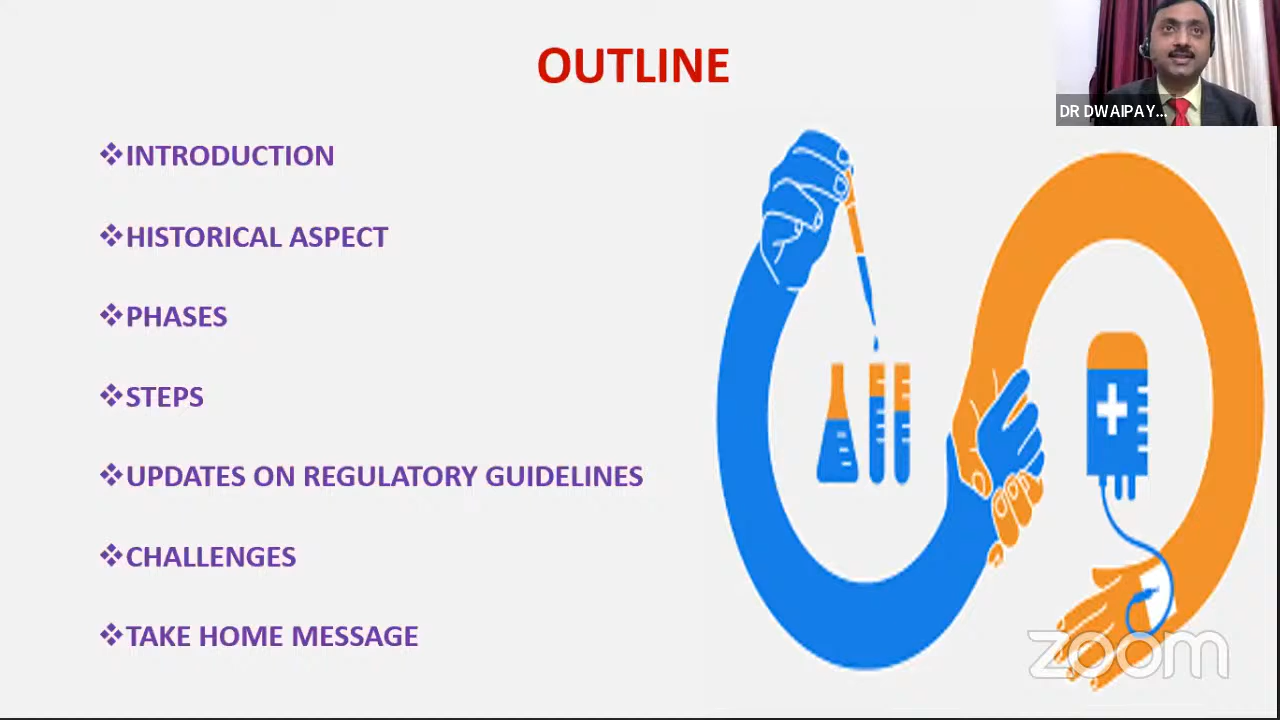 OUTLINE
DR DWAIPAY...
❖INTRODUCTION
❖HISTORICAL ASPECT
❖PHASES
❖STEPS
❖UPDATES ON REGULATORY GUIDELINES
❖CHALLENGES
❖TAKE HOME MESSAGE
zoom